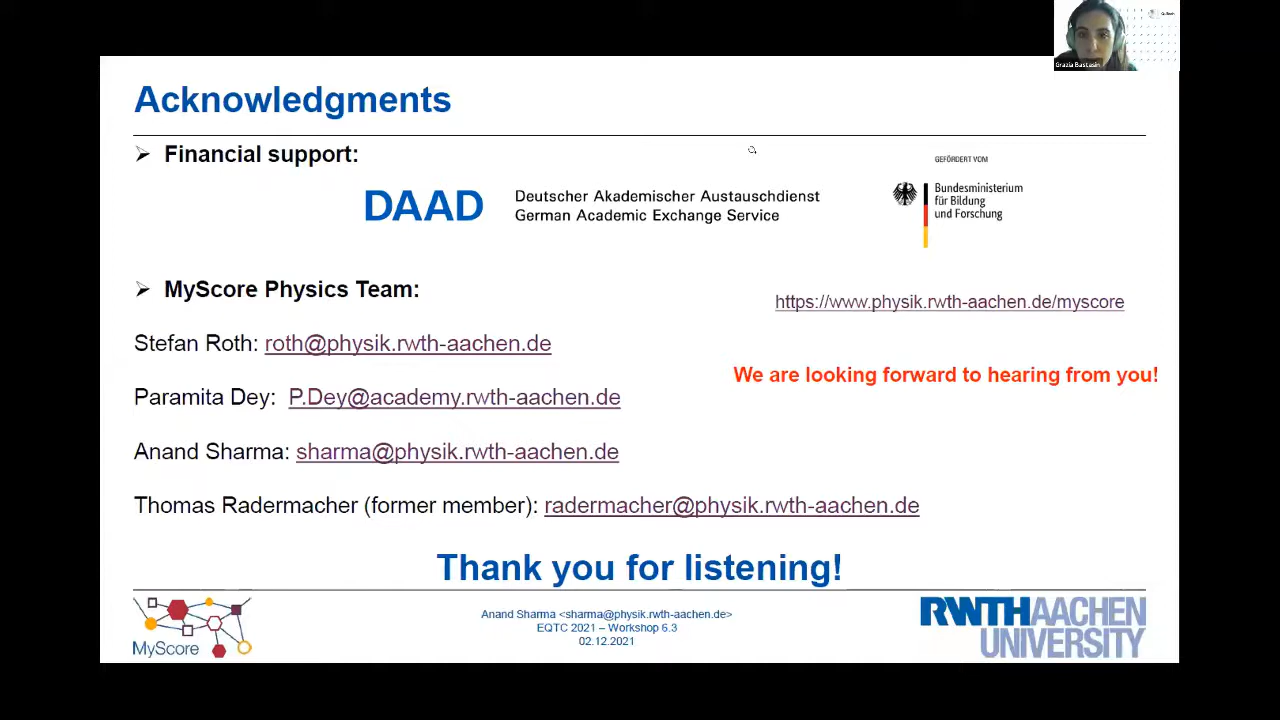 Grazia Bastasin
Acknowledgments
Financial support:
DAAD
Deutscher Akademischer Austauschdienst
German Academic Exchange Service
GEFÖRDERT VOM
Bundesministerium
für Bildung
und Forschung
MyScore Physics Team:
https://www.physik.rwth-aachen.de/myscore
Stefan Roth: roth@physik.rwth-aachen.de
We are looking forward to hearing from you!
Paramita Dey: P.Dey@academy.rwth-aachen.de
Anand Sharma: sharma@physik.rwth-aachen.de
Thomas Radermacher (former member): radermacher@physik.rwth-aachen.de
Thank you for listening!
MyScore
Anand Sharma <sharma@physik.rwth-aachen.de>
EQTC 2021 – Workshop 6.3
02.12.2021
RWTHAACHEN
UNIVERSITY